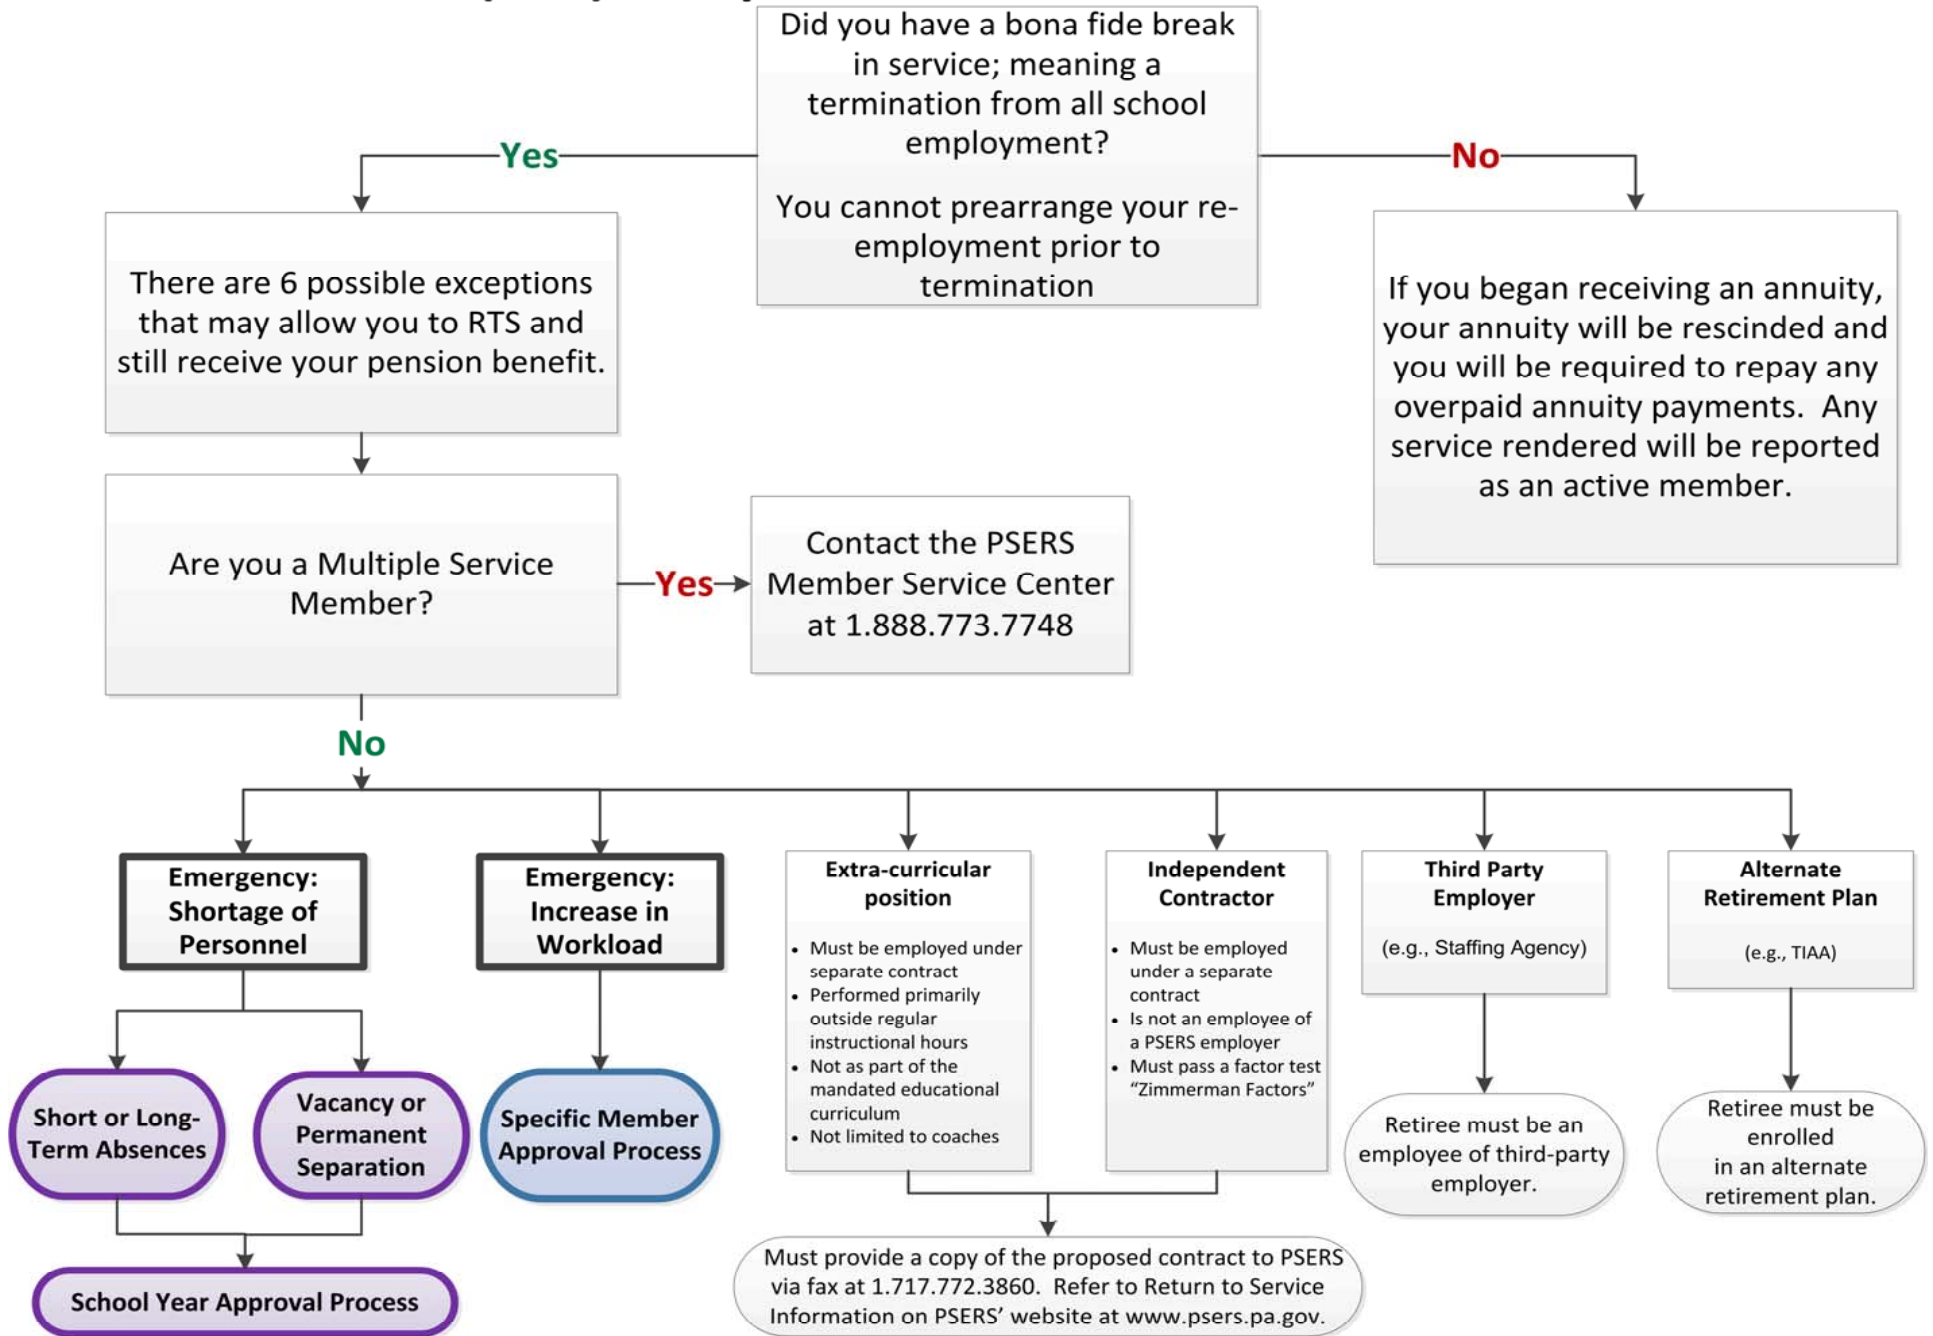 Did you have a bona fide break
in service; meaning a
termination from all school
employment?
You cannot prearrange your re-
employment prior to
termination
Yes
No
There are 6 possible exceptions
that may allow you to RTS and
still receive your pension benefit.
If you began receiving an annuity,
your annuity will be rescinded and
you will be required to repay any
overpaid annuity payments.  Any
service rendered will be reported
as an active member.
Are you a Multiple Service
Member?
Yes
Contact the PSERS
Member Service Center
at 1.888.773.7748
No
Emergency:
Shortage of
Personnel
Emergency:
Increase in
Workload
Extra-curricular
position
• Must be employed under
separate contract
• Performed primarily
outside regular
instructional hours
• Not as part of the
mandated educational
curriculum
• Not limited to coaches
Independent
Contractor
• Must be employed
under a separate
contract
• Is not an employee of
a PSERS employer
• Must pass a factor test
“Zimmerman Factors”
Third Party
Employer
(e.g., Staffing Agency)
Alternate
Retirement Plan
(e.g., TIAA)
Short or Long-
Term Absences
Vacancy or
Permanent
Separation
Specific Member
Approval Process
Retiree must be an
employee of third-party
employer.
Retiree must be
enrolled
in an alternate
retirement plan.
School Year Approval Process
Must provide a copy of the proposed contract to PSERS
via fax at 1.717.772.3860.  Refer to Return to Service
Information on PSERS’ website at www.psers.pa.gov.